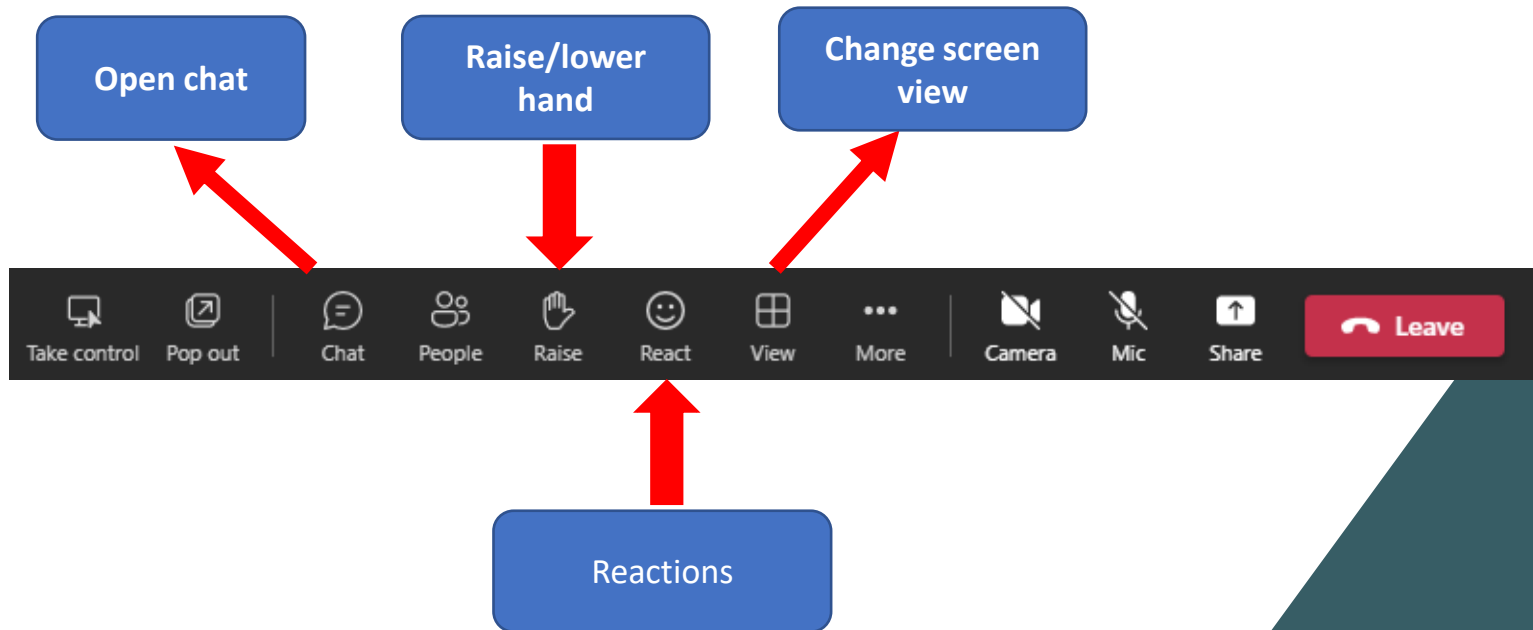 Open chat
Raise/lower
hand
Change screen
view
Take control
Pop out
Chat
People
Raise
React
View
More
Camera
Mic
Share
Leave
Reactions